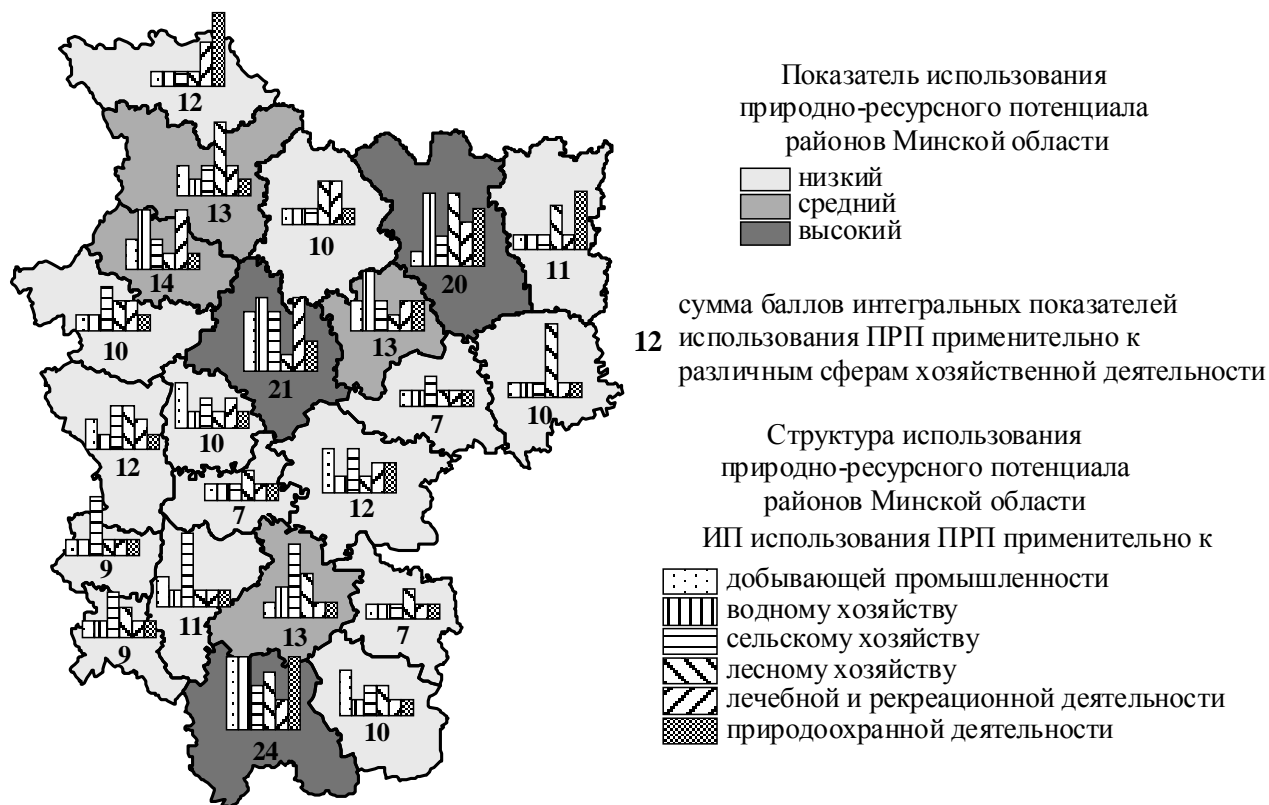 12
13
10
20
11
14
10
21
13
10
7
12
10
12
7
9
11
13
7
9
24
10
Показатель использования
природно-ресурсного потенциала
районов Минской области
низкий
средний
высокий
сумма баллов интегральных показателей
12 использования ПРП применительно к
различным сферам хозяйственной деятельности
Структура использования
природно-ресурсного потенциала
районов Минской области
ИП использования ПРП применительно к
добывающей промышленности
водному хозяйству
сельскому хозяйству
лесному хозяйству
лечебной и рекреационной деятельности
природоохранной деятельности